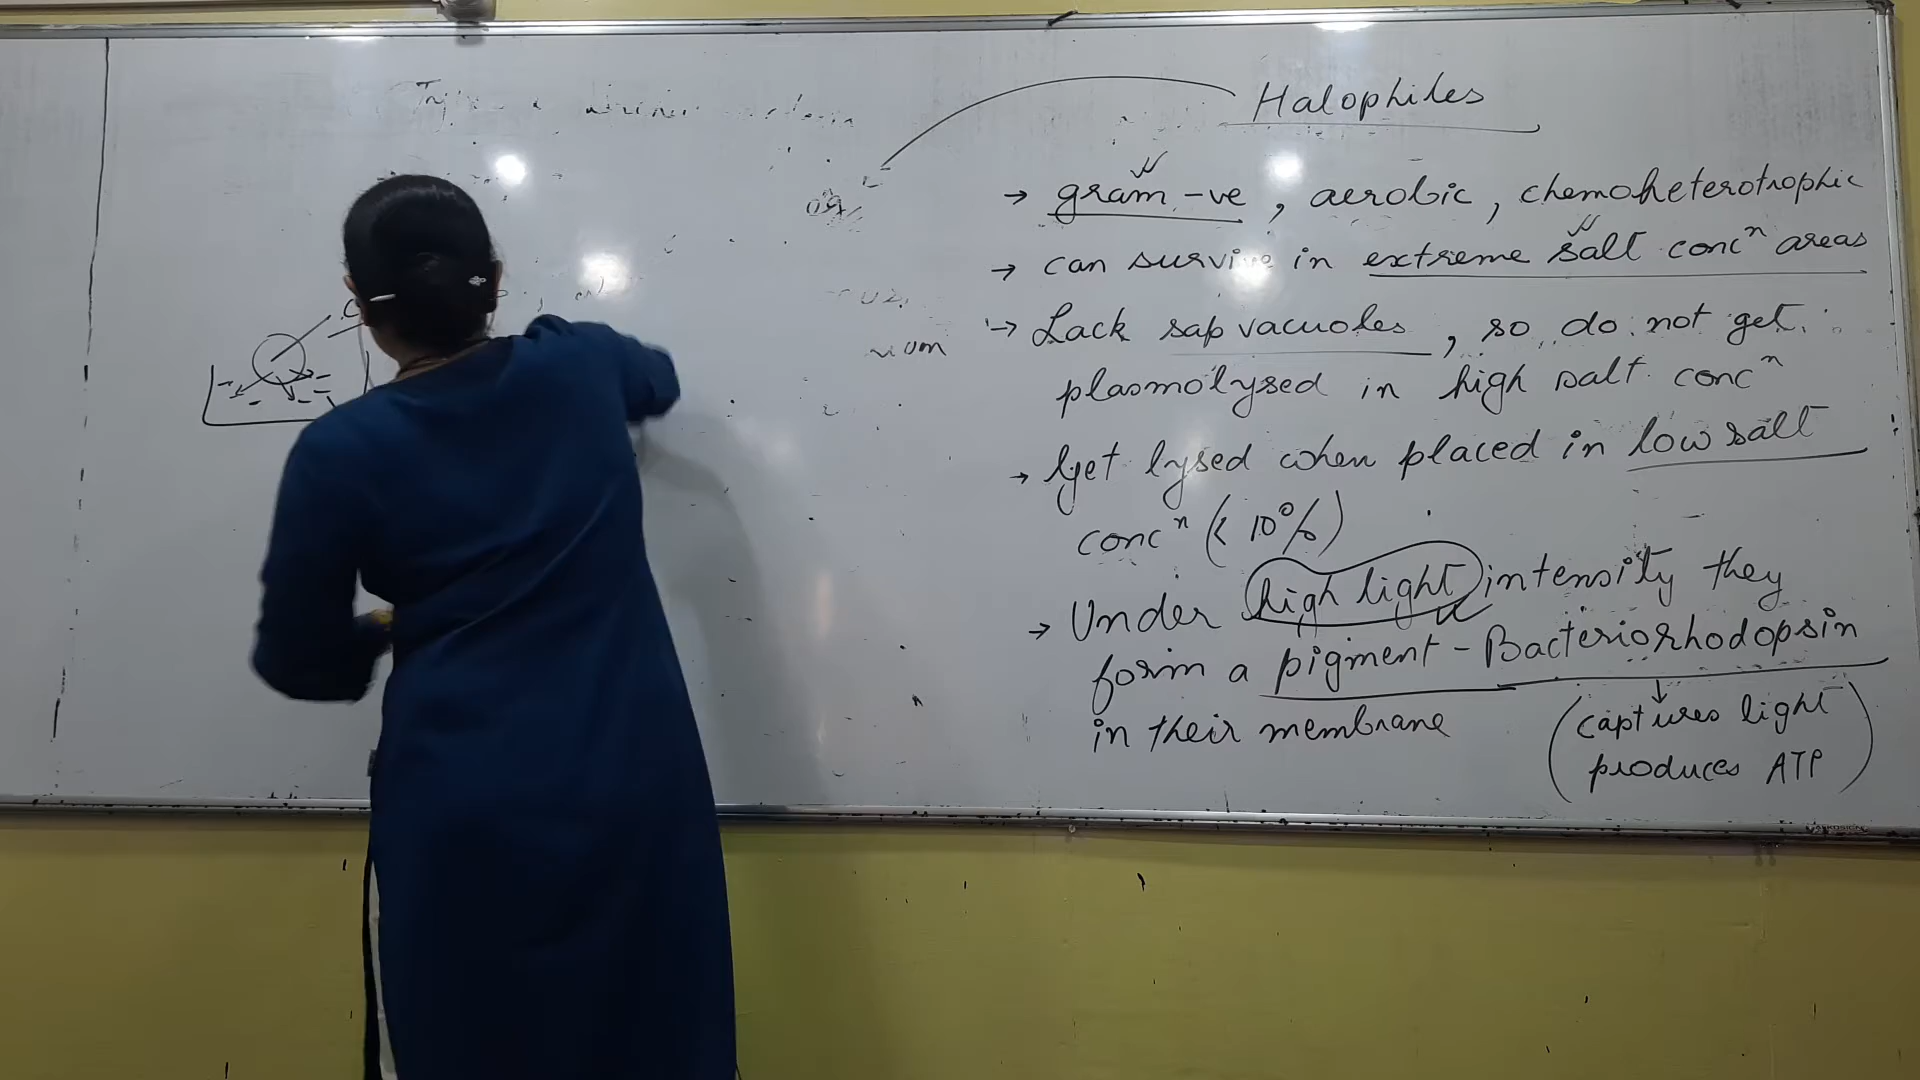 Halophiles
→ gram -ve, aerobic, chemoheterotrophic
→ can survive in extreme salt concⁿ areas
→ Lack sap vacuoles, so do not get
plasmolysed in high salt concⁿ
→ Get lysed when placed in low salt
concⁿ (< 10%)
→ Under high light intensity they
form a pigment - Bacteriorhodopsin
in their membrane
↓
(captures light
produces ATP)